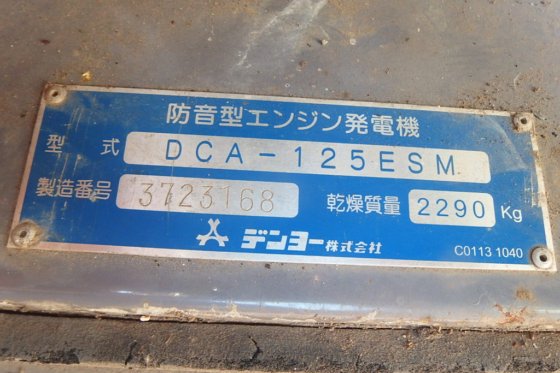 防音型エンジン発電機
型式 DCA-125ESM
製造番号 3723168 乾燥質量 2290 Kg
デンヨー株式会社 C0113 1040